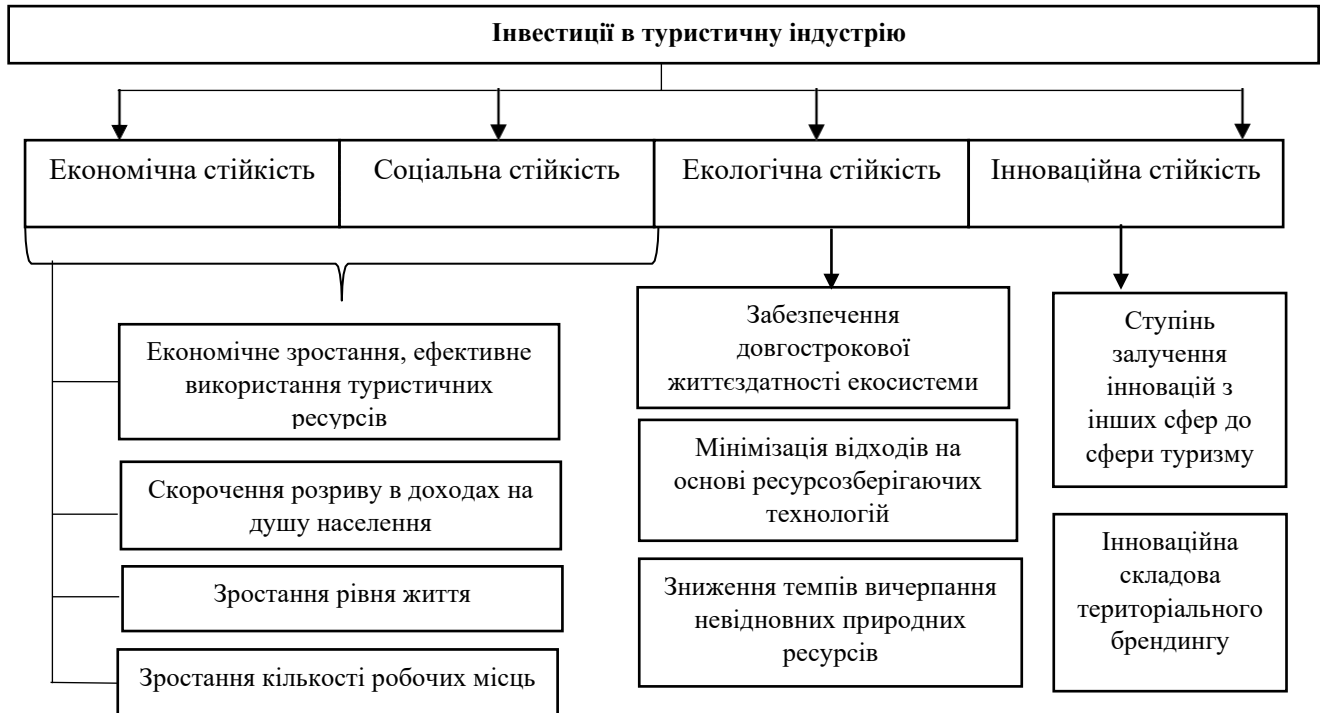 Інвестиції в туристичну індустрію
Економічна стійкість
Соціальна стійкість
Екологічна стійкість
Інноваційна стійкість
Економічне зростання, ефективне
використання туристичних
ресурсів
Скорочення розриву в доходах на
душу населення
Зростання рівня життя
Зростання кількості робочих місць
Забезпечення
довгострокової
життєздатності екосистеми
Мінімізація відходів на
основі ресурсозберігаючих
технологій
Зниження темпів вичерпання
невідновних природних
ресурсів
Ступінь
залучення
інновацій з
інших сфер до
сфери туризму
Інноваційна
складова
територіального
брендингу